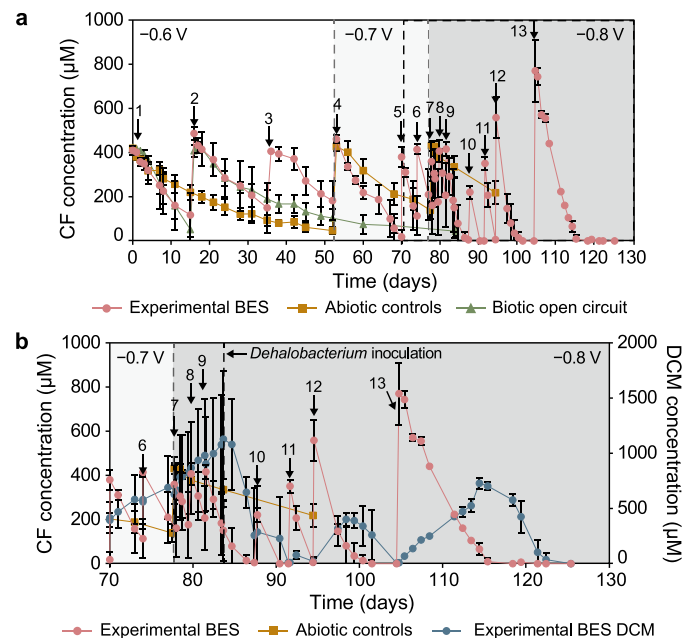 a
−0.6 V −0.7 V −0.8 V
1000
800
600
400
200
0
CF concentration (µM)
1 2 3 4 5 6 7 8 9 10 11 12 13
0 10 20 30 40 50 60 70 80 90 100 110 120 130
Time (days)
Experimental BES Abiotic controls Biotic open circuit
b
−0.7 V −0.8 V
Dehalobacterium inoculation
1000
800
600
400
200
0
CF concentration (µM)
2000
1500
1000
500
0
DCM concentration (µM)
6 7 8 9 10 11 12 13
70 80 90 100 110 120 130
Time (days)
Experimental BES Abiotic controls Experimental BES DCM